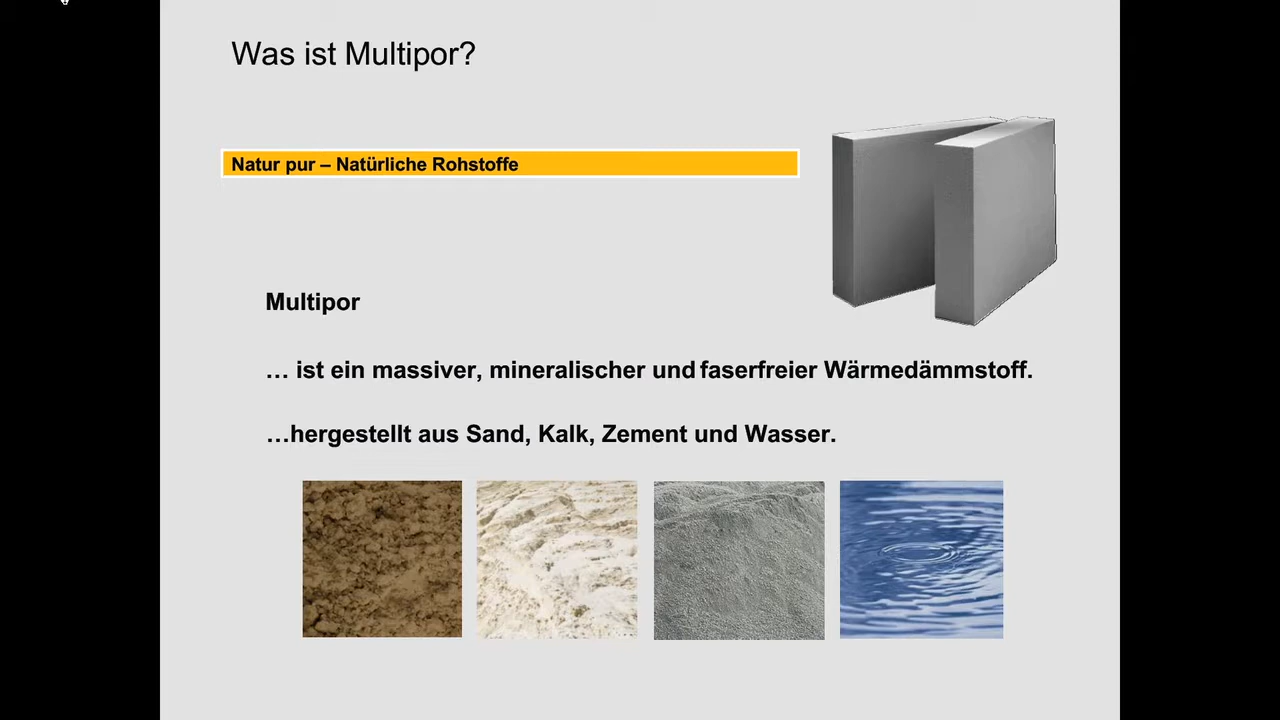 Was ist Multipor?
Natur pur – Natürliche Rohstoffe
Multipor
… ist ein massiver, mineralischer und faserfreier Wärmedämmstoff.
…hergestellt aus Sand, Kalk, Zement und Wasser.